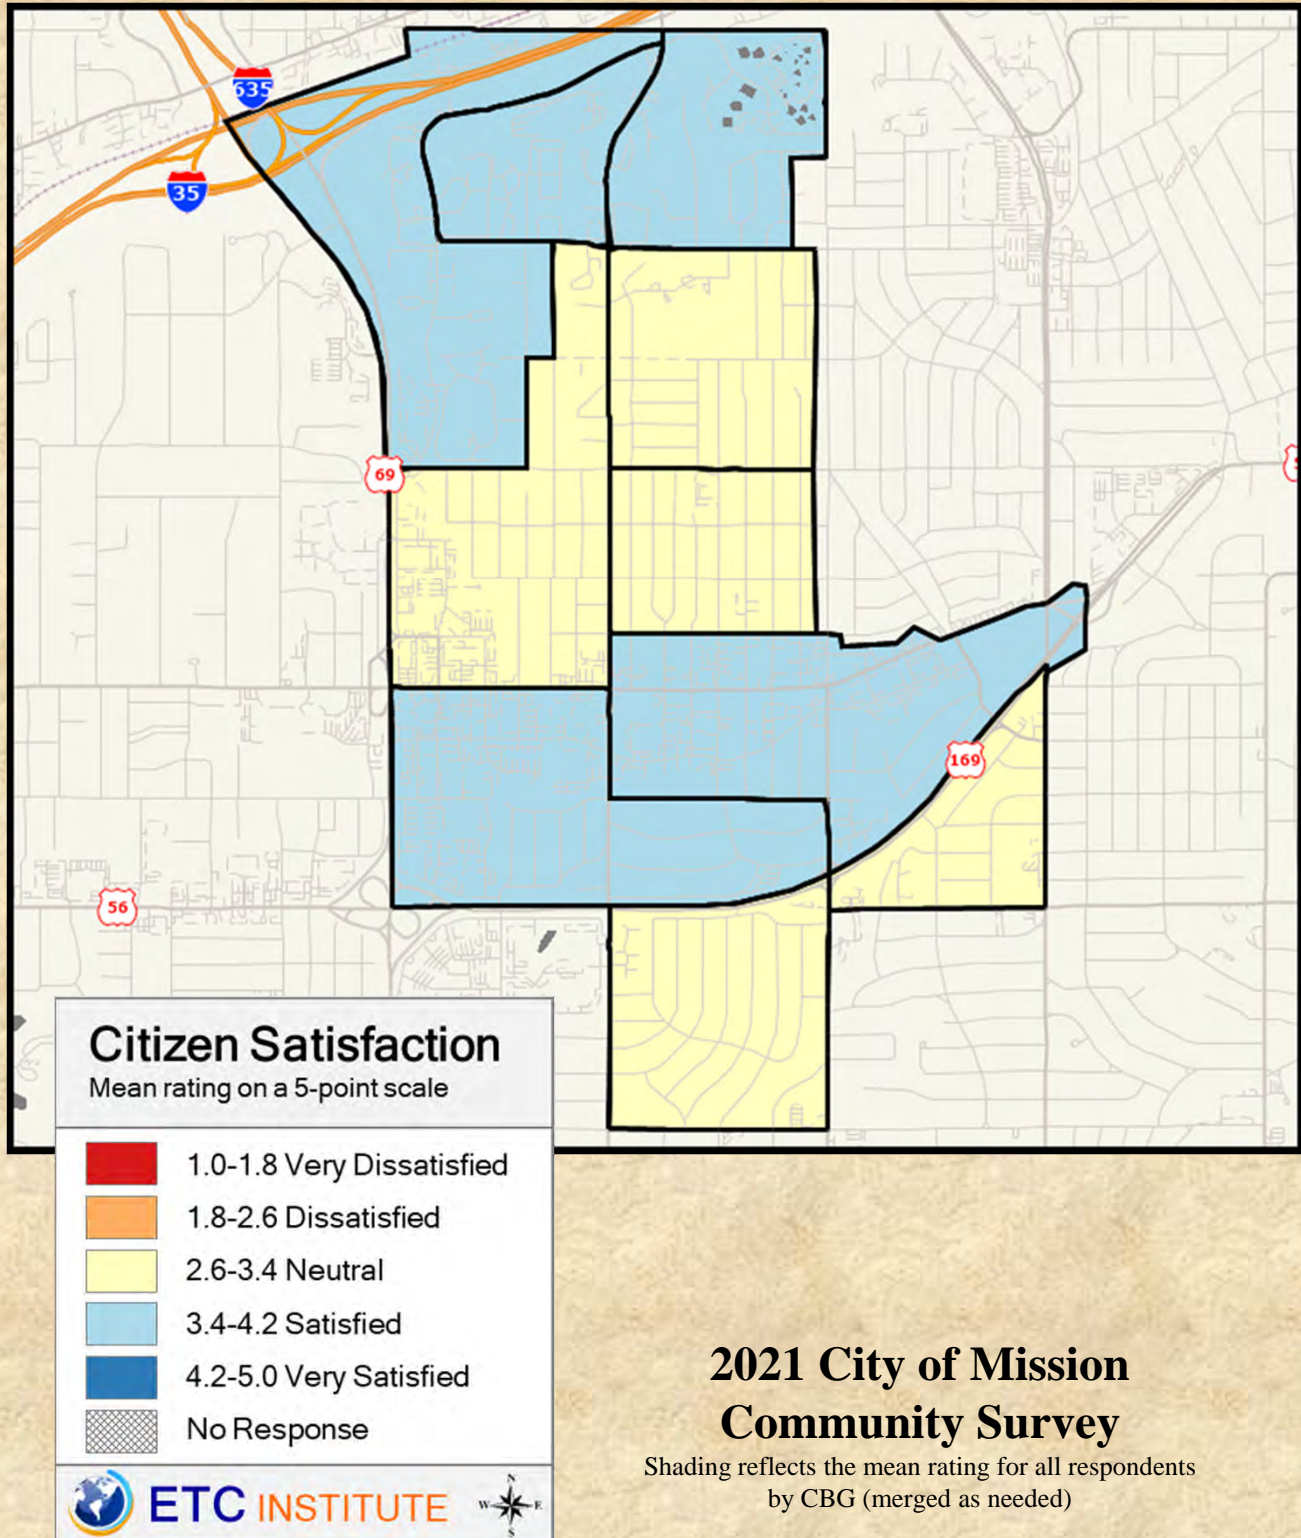 635
35
69
169
56
Citizen Satisfaction
Mean rating on a 5-point scale
1.0-1.8 Very Dissatisfied
1.8-2.6 Dissatisfied
2.6-3.4 Neutral
3.4-4.2 Satisfied
4.2-5.0 Very Satisfied
No Response
ETC INSTITUTE
N
W E
S
2021 City of Mission
Community Survey
Shading reflects the mean rating for all respondents
by CBG (merged as needed)